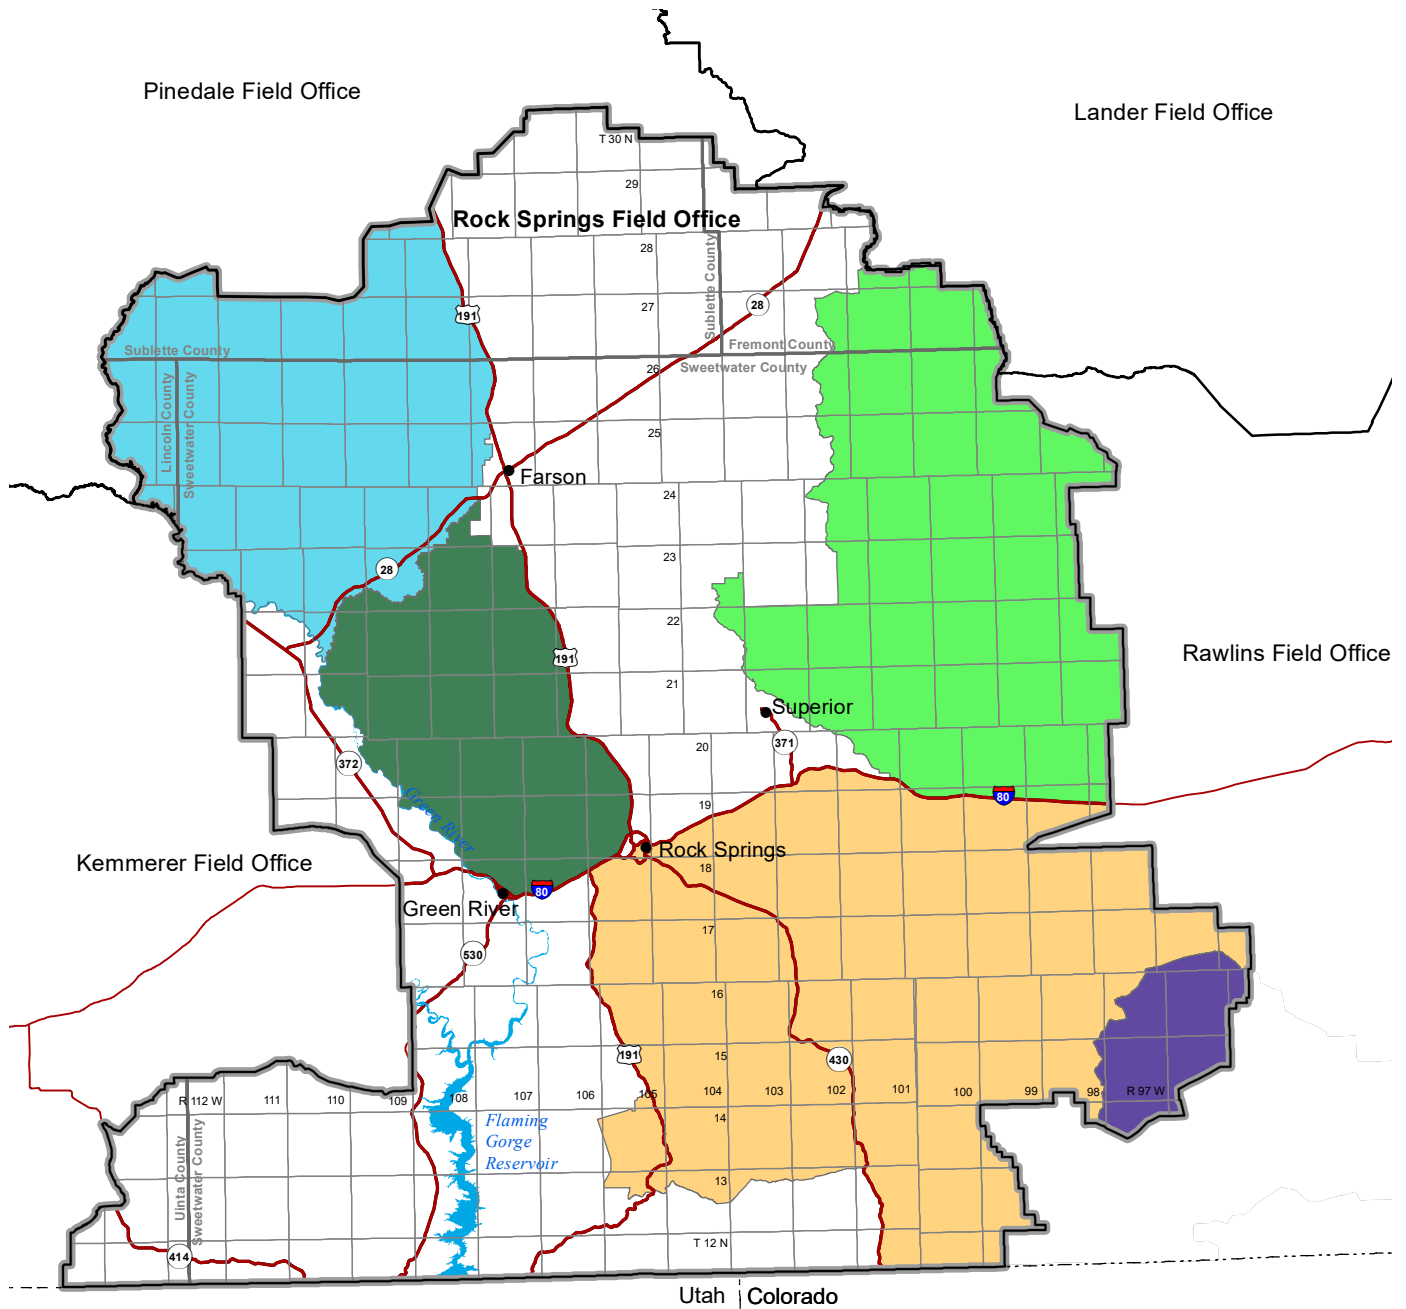 Pinedale Field Office
Lander Field Office
T 30 N
29
Rock Springs Field Office
28
Sublette County
27
28
191
Sublette County
Fremont County
Sweetwater County
26
Lincoln County
Sweetwater County
25
Farson
24
23
28
22
191
Rawlins Field Office
21
Superior
371
20
372
80
19
Green River
Rock Springs
Kemmerer Field Office
18
80
Green River
17
530
16
191
15
430
R 112 W
111
110
109
108
107
106
105
104
103
102
101
100
99
98
R 97 W
14
Flaming
Gorge
Reservoir
Uinta County
Sweetwater County
13
T 12 N
414
Utah
Colorado